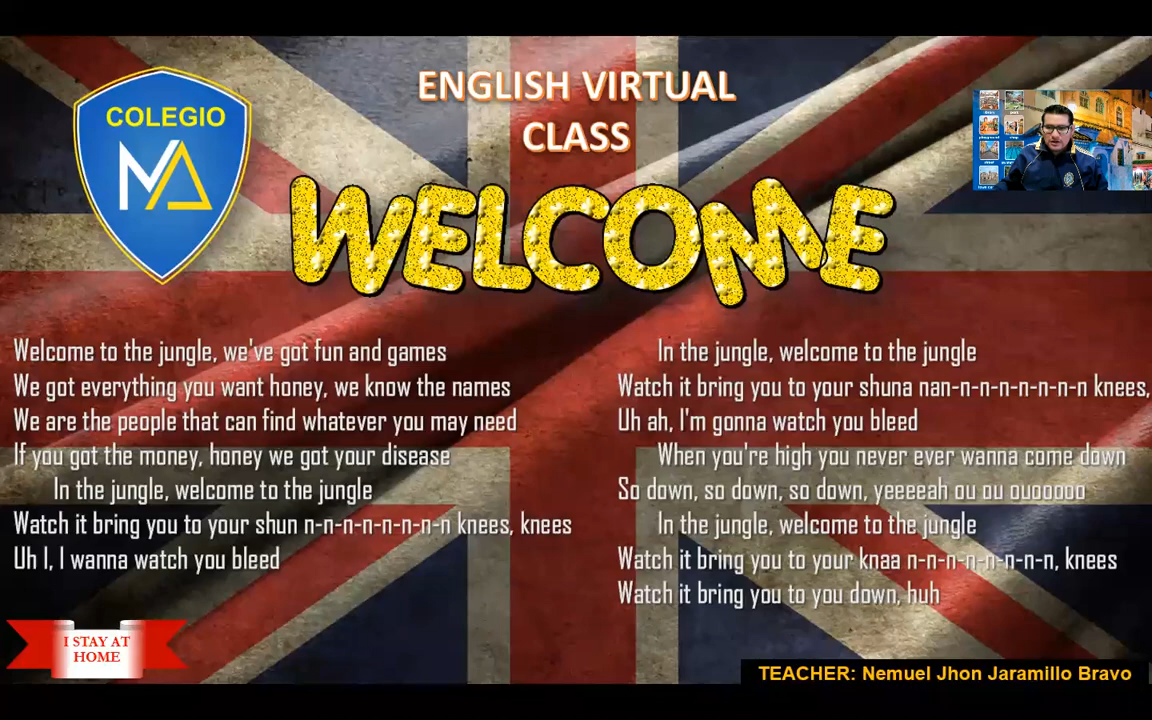 COLEGIO
MA
ENGLISH VIRTUAL
CLASS
WELCOME
Welcome to the jungle, we've got fun and games
We got everything you want honey, we know the names
We are the people that can find whatever you may need
If you got the money, honey we got your disease
In the jungle, welcome to the jungle
Watch it bring you to your shun n-n-n-n-n-n-n-n knees, knees
Uh I, I wanna watch you bleed
In the jungle, welcome to the jungle
Watch it bring you to your shuna nan-n-n-n-n-n-n-n knees,
Uh ah, I'm gonna watch you bleed
When you're high you never ever wanna come down
So down, so down, so down, yeeeeah ou ou ouooooo
In the jungle, welcome to the jungle
Watch it bring you to your knaa n-n-n-n-n-n-n-n, knees
Watch it bring you to you down, huh
I STAY AT
HOME
TEACHER: Nemuel Jhon Jaramillo Bravo